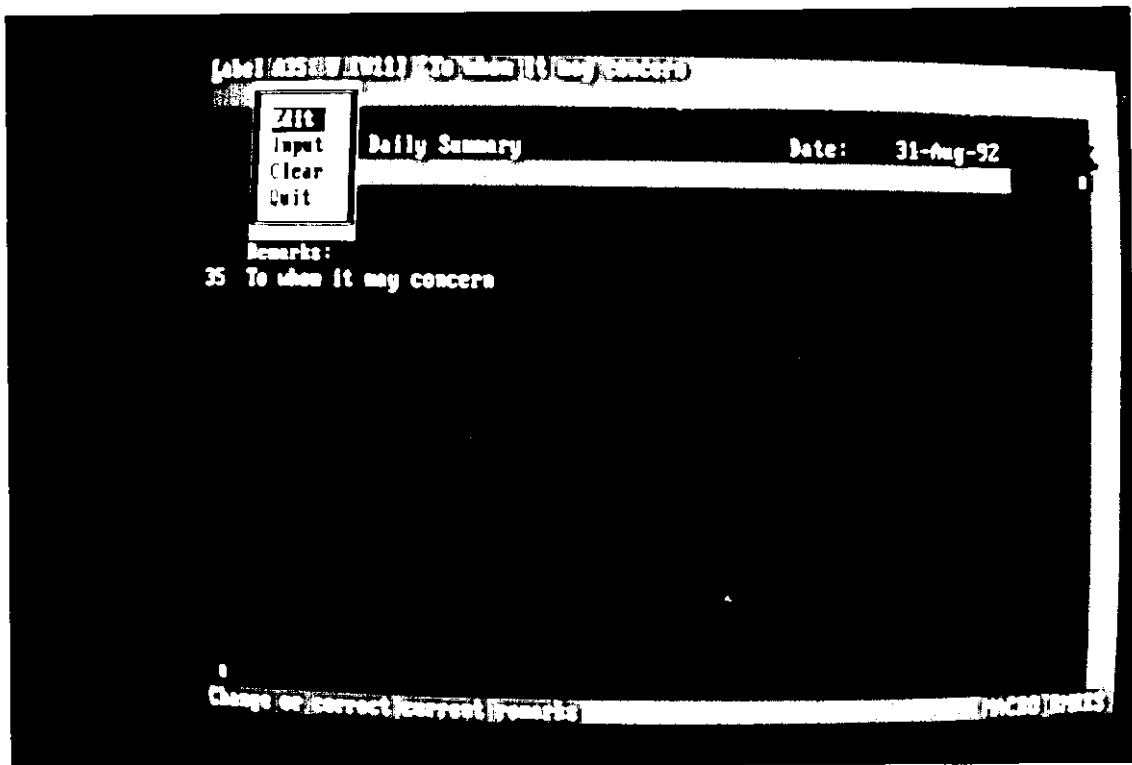 Label A35: U [W11] "To whom it may concern
Edit
Input
Clear
Quit
Daily Summary Date: 31-Aug-92
Remarks:
35 To whom it may concern
Change or correct current remarks MACRO